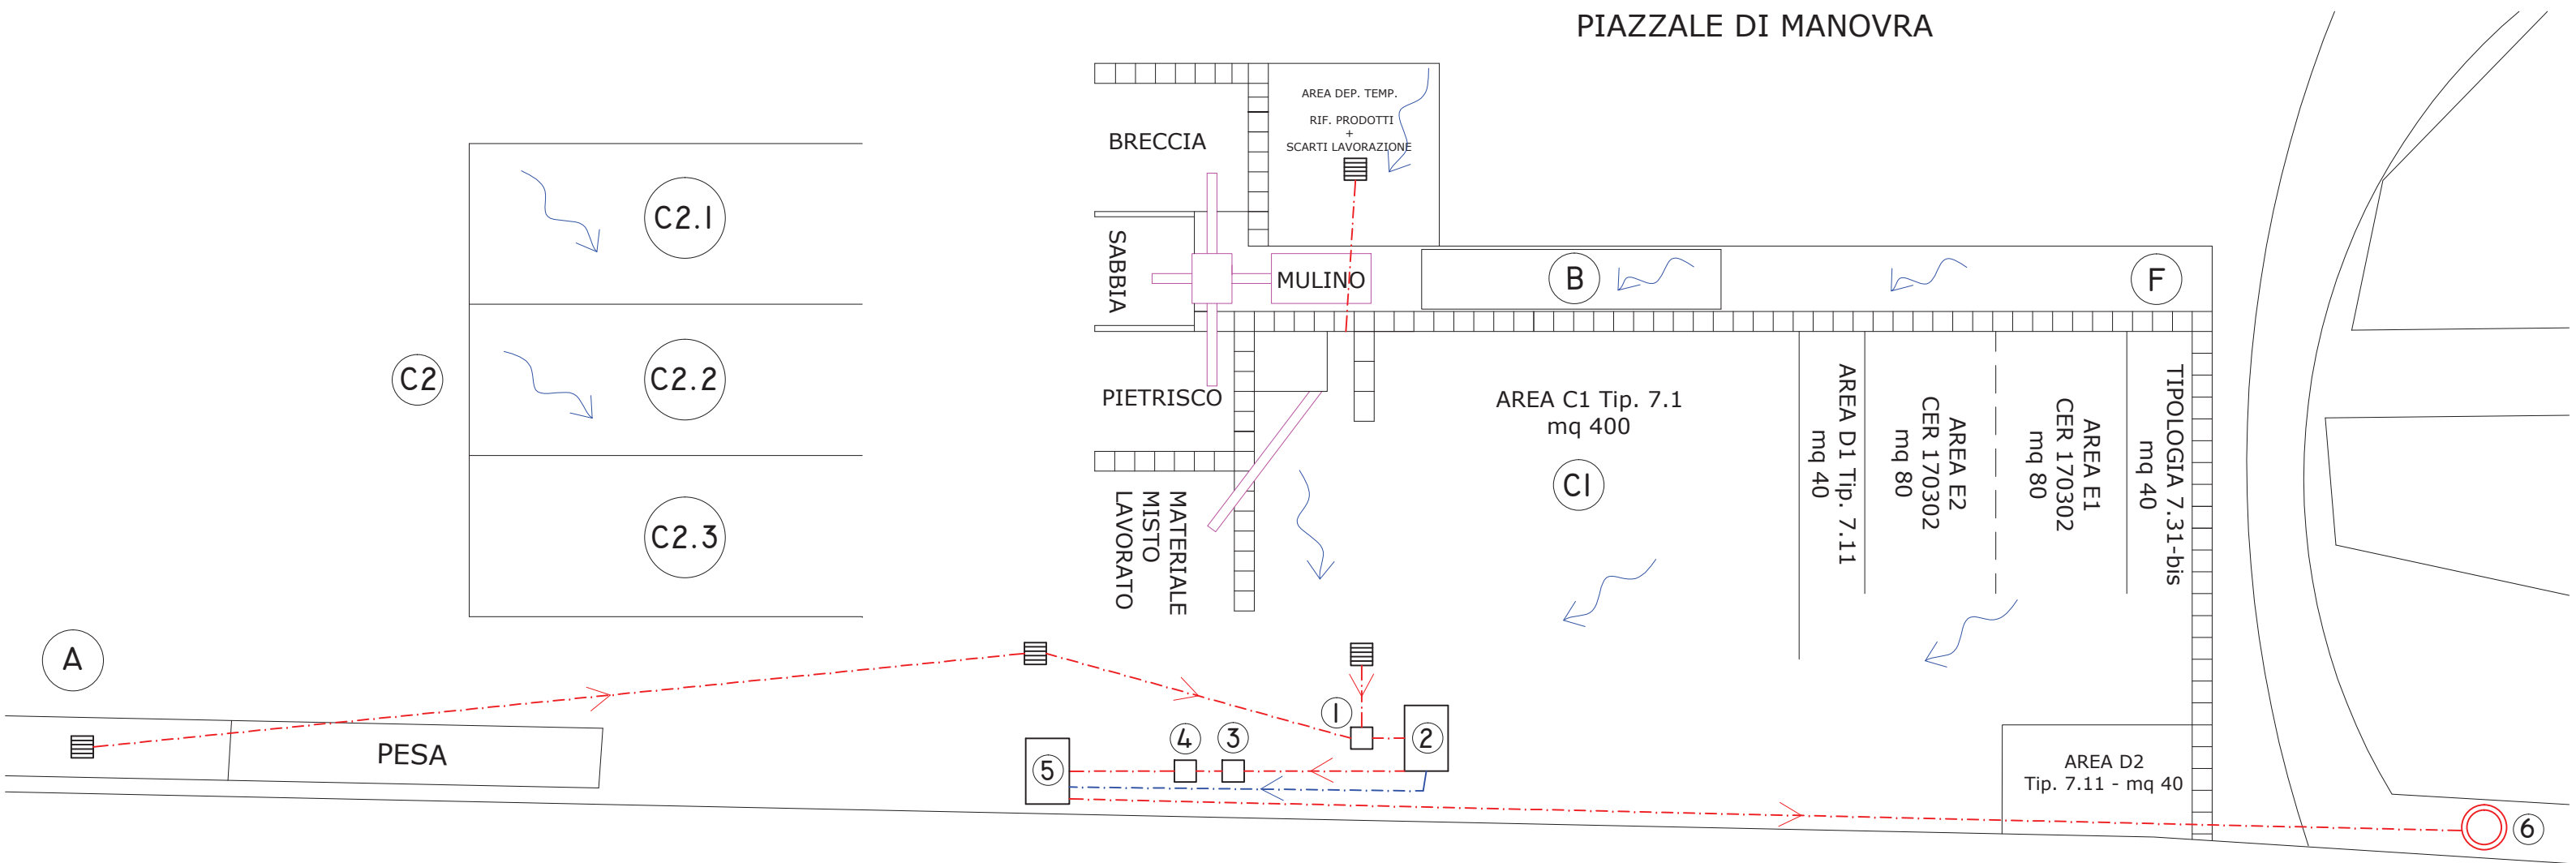 PIAZZALE DI MANOVRA
AREA DEP. TEMP.
RIF. PRODOTTI
+
SCARTI LAVORAZIONE
BRECCIA
C2.1
SABBIA
MULINO
B
F
C2
C2.2
PIETRISCO
AREA C1 Tip. 7.1
mq 400
C1
AREA D1 Tip. 7.11
mq 40
AREA E2
CER 170302
mq 80
AREA E1
CER 170302
mq 80
TIPOLOGIA 7.31-bis
mq 40
C2.3
MATERIALE
MISTO
LAVORATO
A
PESA
1
2
3
4
5
AREA D2
Tip. 7.11 - mq 40
6